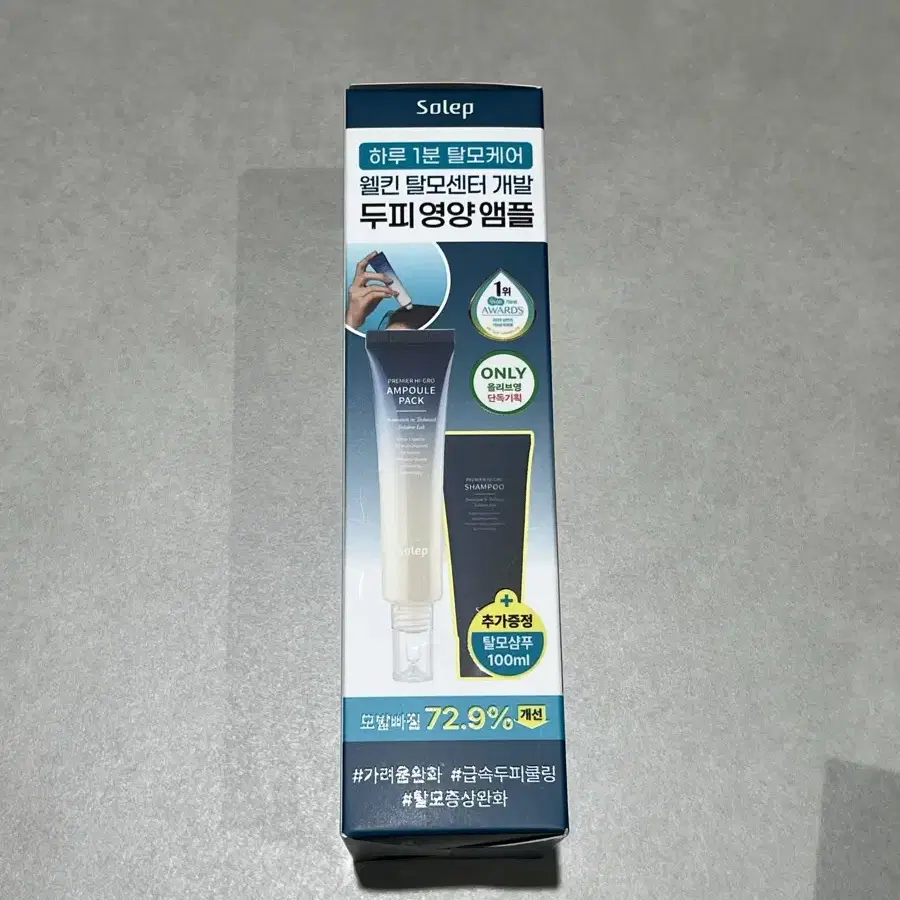 Solep
하루 1분 탈모케어
웰킨 탈모센터 개발
두피 영양 앰플
1위
AWARDS
ONLY
올리브영
단독기획
PREMIER HI-GRO
AMPOULE
PACK
Solep
PREMIER HI-GRO
SHAMPOO
+
추가증정
탈모샴푸
100ml
모발빠짐 72.9% 개선
#가려움완화 #급속두피쿨링
#탈모증상완화